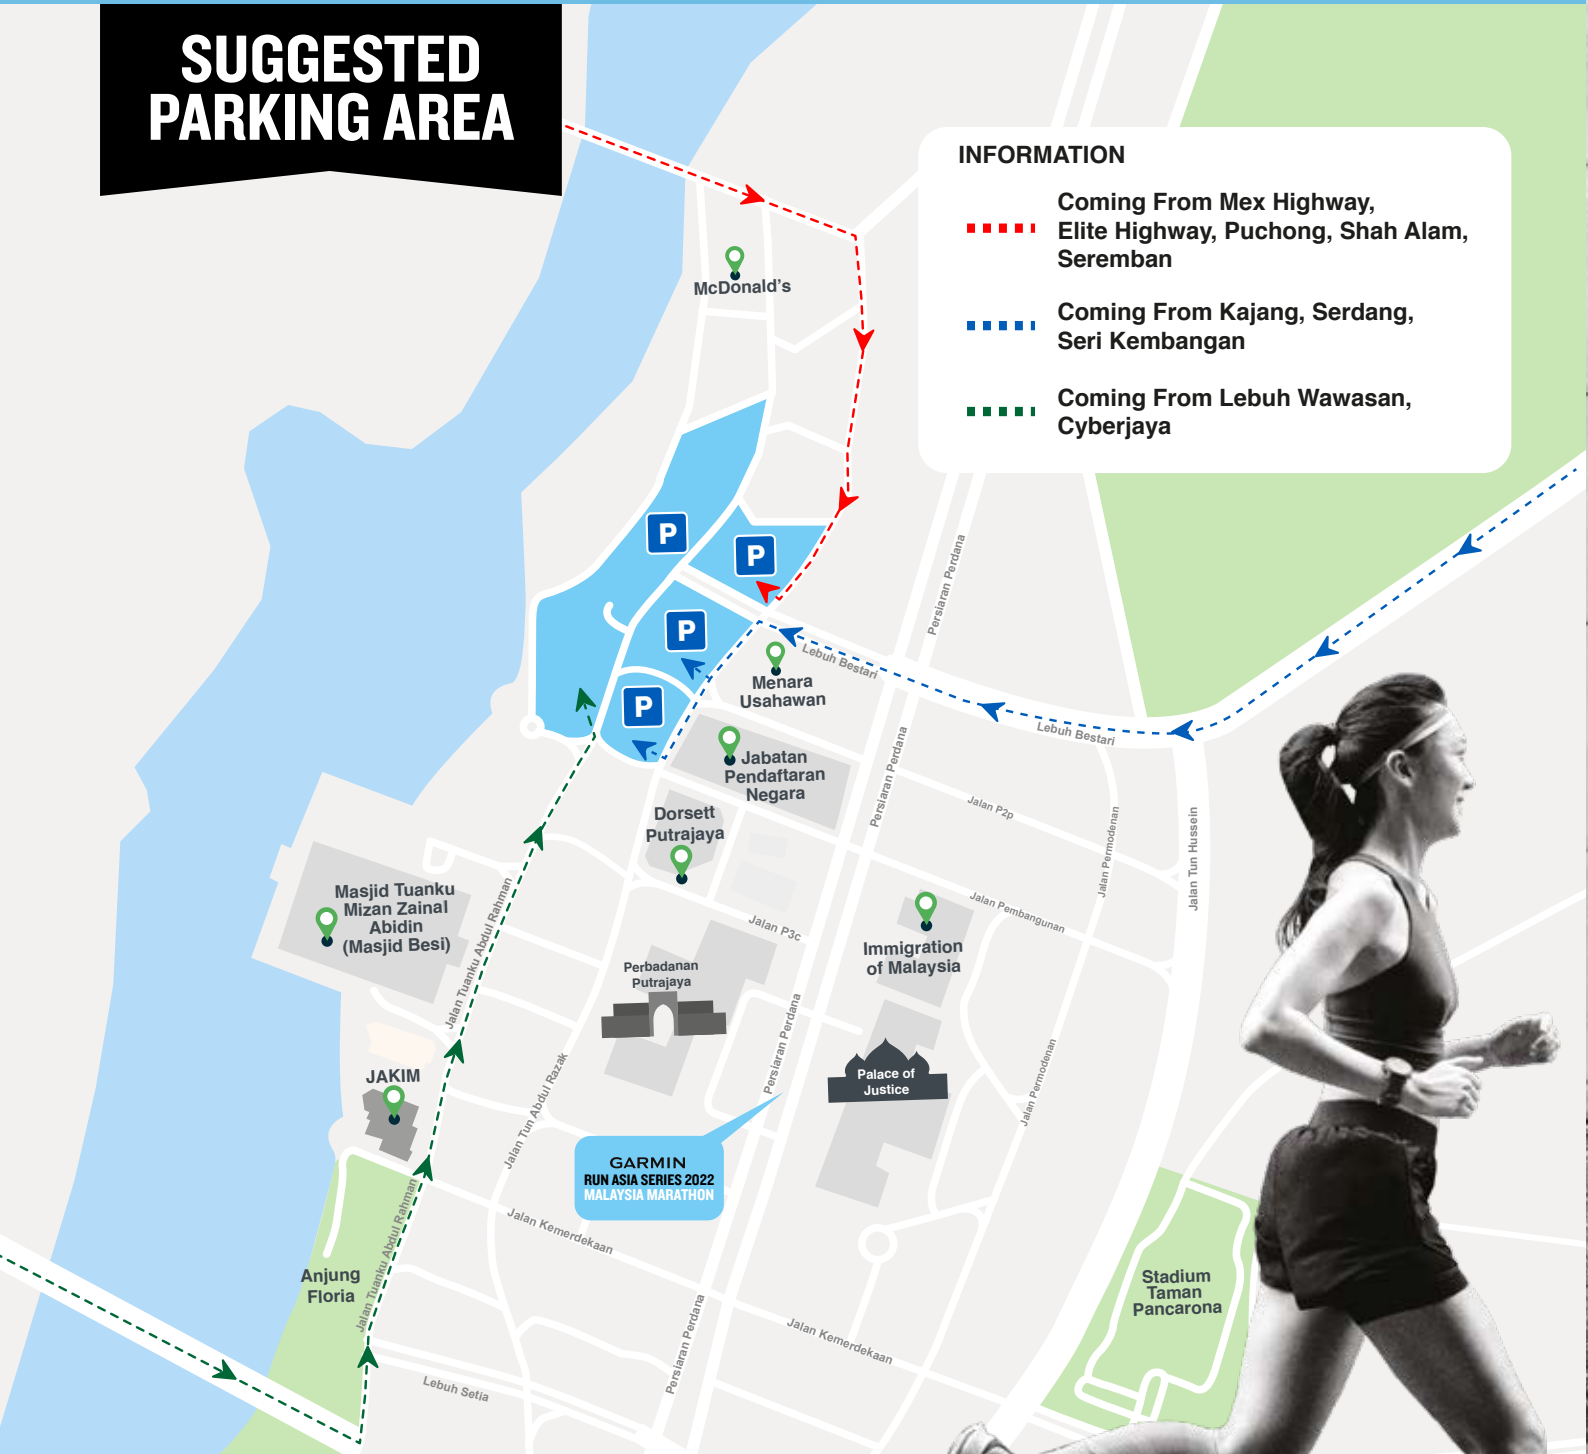 SUGGESTED
PARKING AREA
INFORMATION
Coming From Mex Highway,
Elite Highway, Puchong, Shah Alam,
Seremban
Coming From Kajang, Serdang,
Seri Kembangan
Coming From Lebuh Wawasan,
Cyberjaya
McDonald's
P
P
P
P
Persiaran Perdana
Lebuh Bestari
Menara
Usahawan
Lebuh Bestari
Persiaran Perdana
Jabatan
Pendaftaran
Negara
Jalan P2p
Jalan Permodenan
Jalan Tun Hussein
Dorsett
Putrajaya
Masjid Tuanku
Mizan Zainal
Abidin
(Masjid Besi)
Jalan Tuanku Abdul Rahman
Jalan P3c
Jalan Pembangunan
Immigration
of Malaysia
Perbadanan
Putrajaya
Persiaran Perdana
Palace of
Justice
Jalan Permodenan
JAKIM
Jalan Tun Abdul Razak
GARMIN
RUN ASIA SERIES 2022
MALAYSIA MARATHON
Jalan Tuanku Abdul Rahman
Jalan Kemerdekaan
Anjung
Floria
Stadium
Taman
Pancarona
Persiaran Perdana
Jalan Kemerdekaan
Lebuh Setia